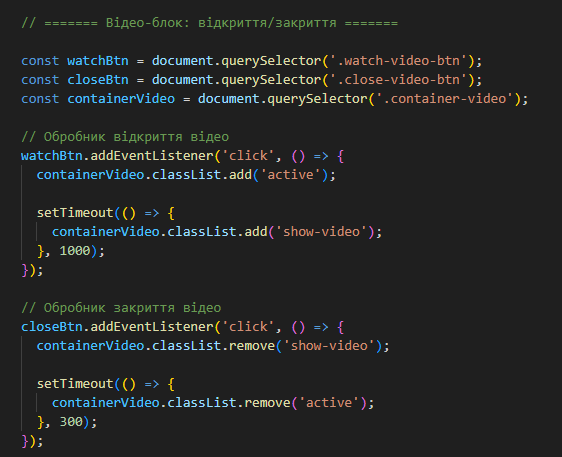 // ======= Відео-блок: відкриття/закриття =======
const watchBtn = document.querySelector('.watch-video-btn');
const closeBtn = document.querySelector('.close-video-btn');
const containerVideo = document.querySelector('.container-video');
// Обробник відкриття відео
watchBtn.addEventListener('click', () => {
  containerVideo.classList.add('active');
  setTimeout(() => {
    containerVideo.classList.add('show-video');
  }, 1000);
});
// Обробник закриття відео
closeBtn.addEventListener('click', () => {
  containerVideo.classList.remove('show-video');
  setTimeout(() => {
    containerVideo.classList.remove('active');
  }, 300);
});